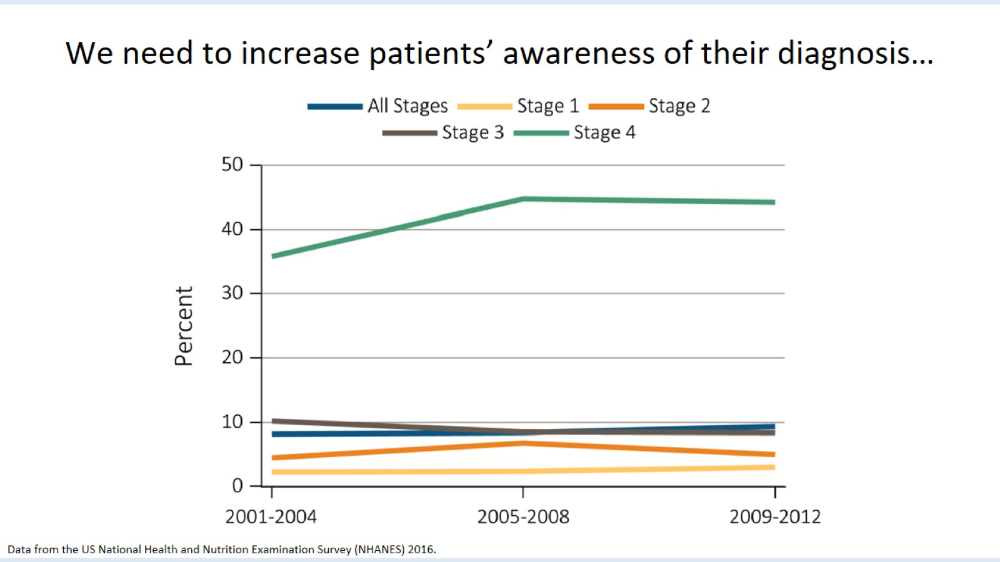 We need to increase patients’ awareness of their diagnosis...
All Stages Stage 1 Stage 2
Stage 3 Stage 4
50
40
30
20
10
0
Percent
2001-2004 2005-2008 2009-2012
Data from the US National Health and Nutrition Examination Survey (NHANES) 2016.